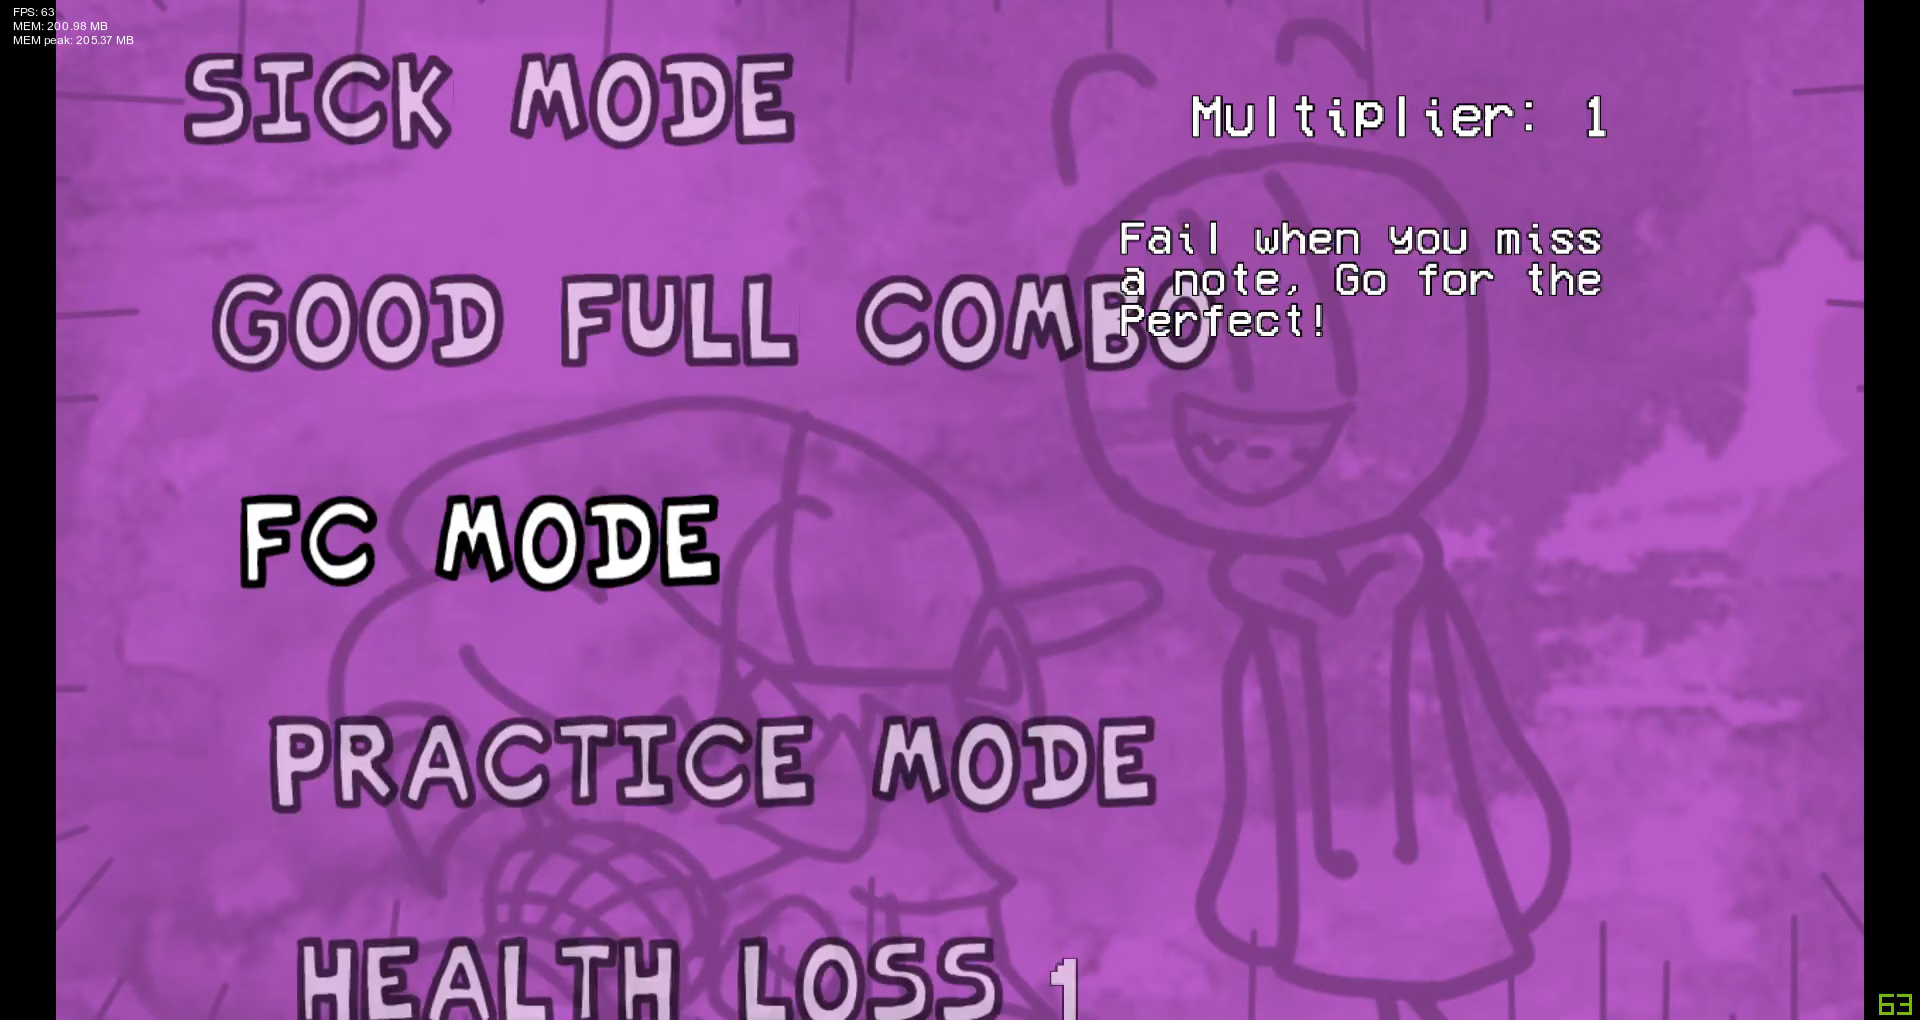 FPS: 63
MEM: 200.98 MB
MEM peak: 205.37 MB
SICK MODE
Multiplier: 1
Fail when you miss
a note, Go for the
Perfect!
GOOD FULL COMBO
FC MODE
PRACTICE MODE
HEALTH LOSS 1
63